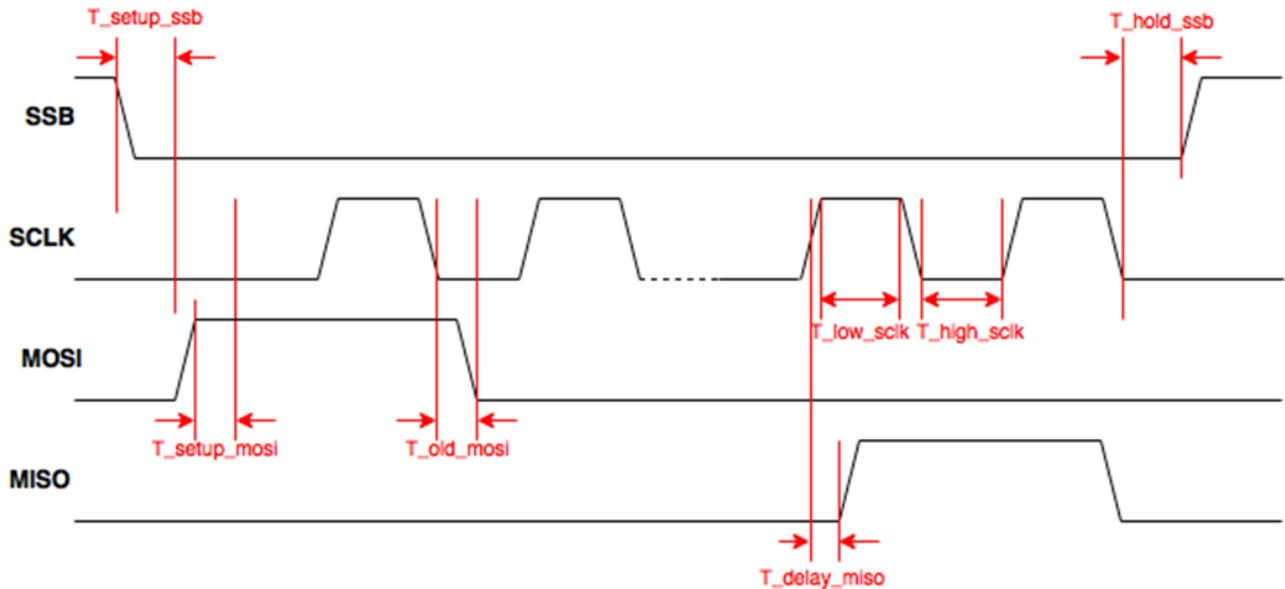 T_setup_ssb
T_hold_ssb
SSB
SCLK
T_low_sclk
T_high_sclk
MOSI
T_setup_mosi
T_old_mosi
MISO
T_delay_miso